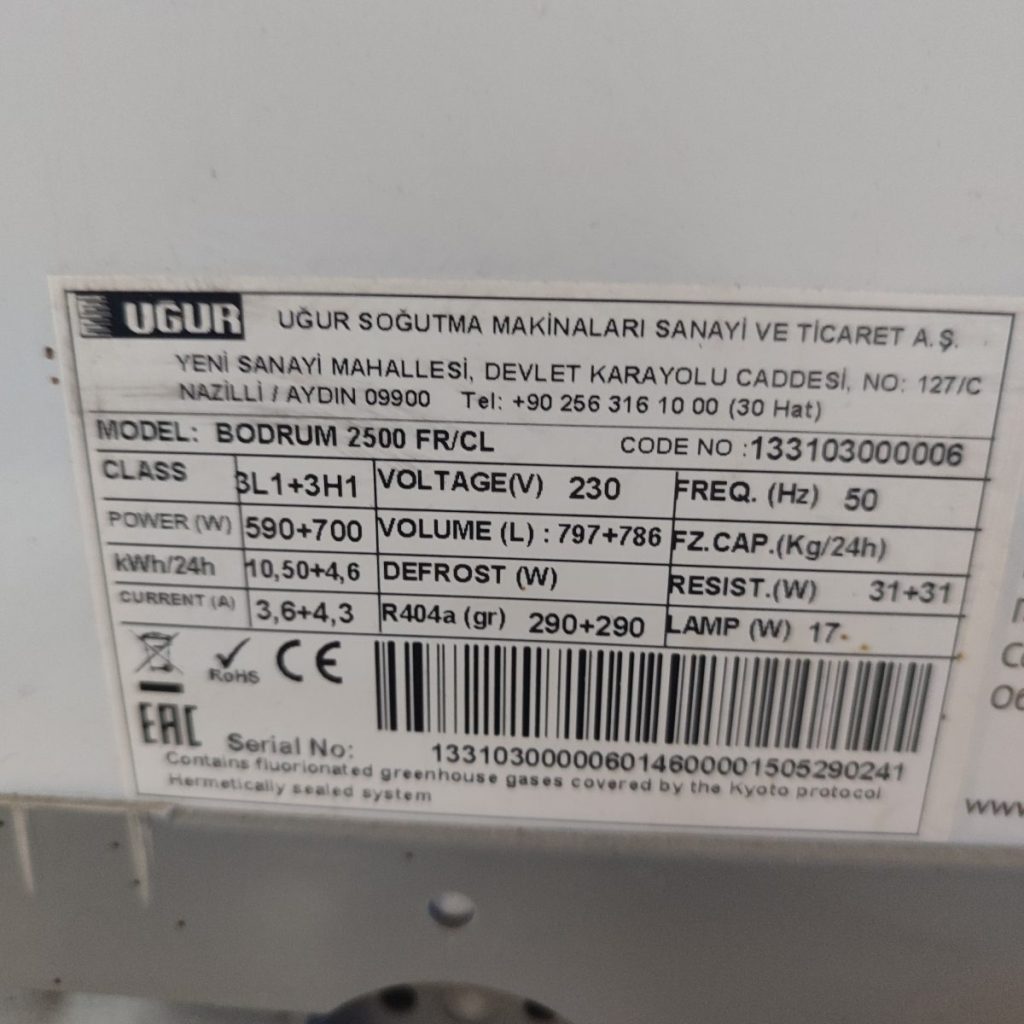 UĞUR UĞUR SOĞUTMA MAKİNALARI SANAYİ VE TİCARET A.Ş.
YENİ SANAYİ MAHALLESİ, DEVLET KARAYOLU CADDESİ, NO: 127/C
NAZİLLİ / AYDIN 09900 Tel: +90 256 316 10 00 (30 Hat)
MODEL: BODRUM 2500 FR/CL CODE NO :133103000006
CLASS 3L1+3H1 VOLTAGE(V) 230 FREQ. (Hz) 50
POWER (W) 590+700 VOLUME (L) : 797+786 FZ.CAP.(Kg/24h)
kWh/24h 10,50+4,6 DEFROST (W) RESIST.(W) 31+31
CURRENT (A) 3,6+4,3 R404a (gr) 290+290 LAMP (W) 17
RoHS CE
EAC Serial No: 133103000006014600001505290241
Contains fluorionated greenhouse gases covered by the Kyoto protocol
Hermetically sealed system
www